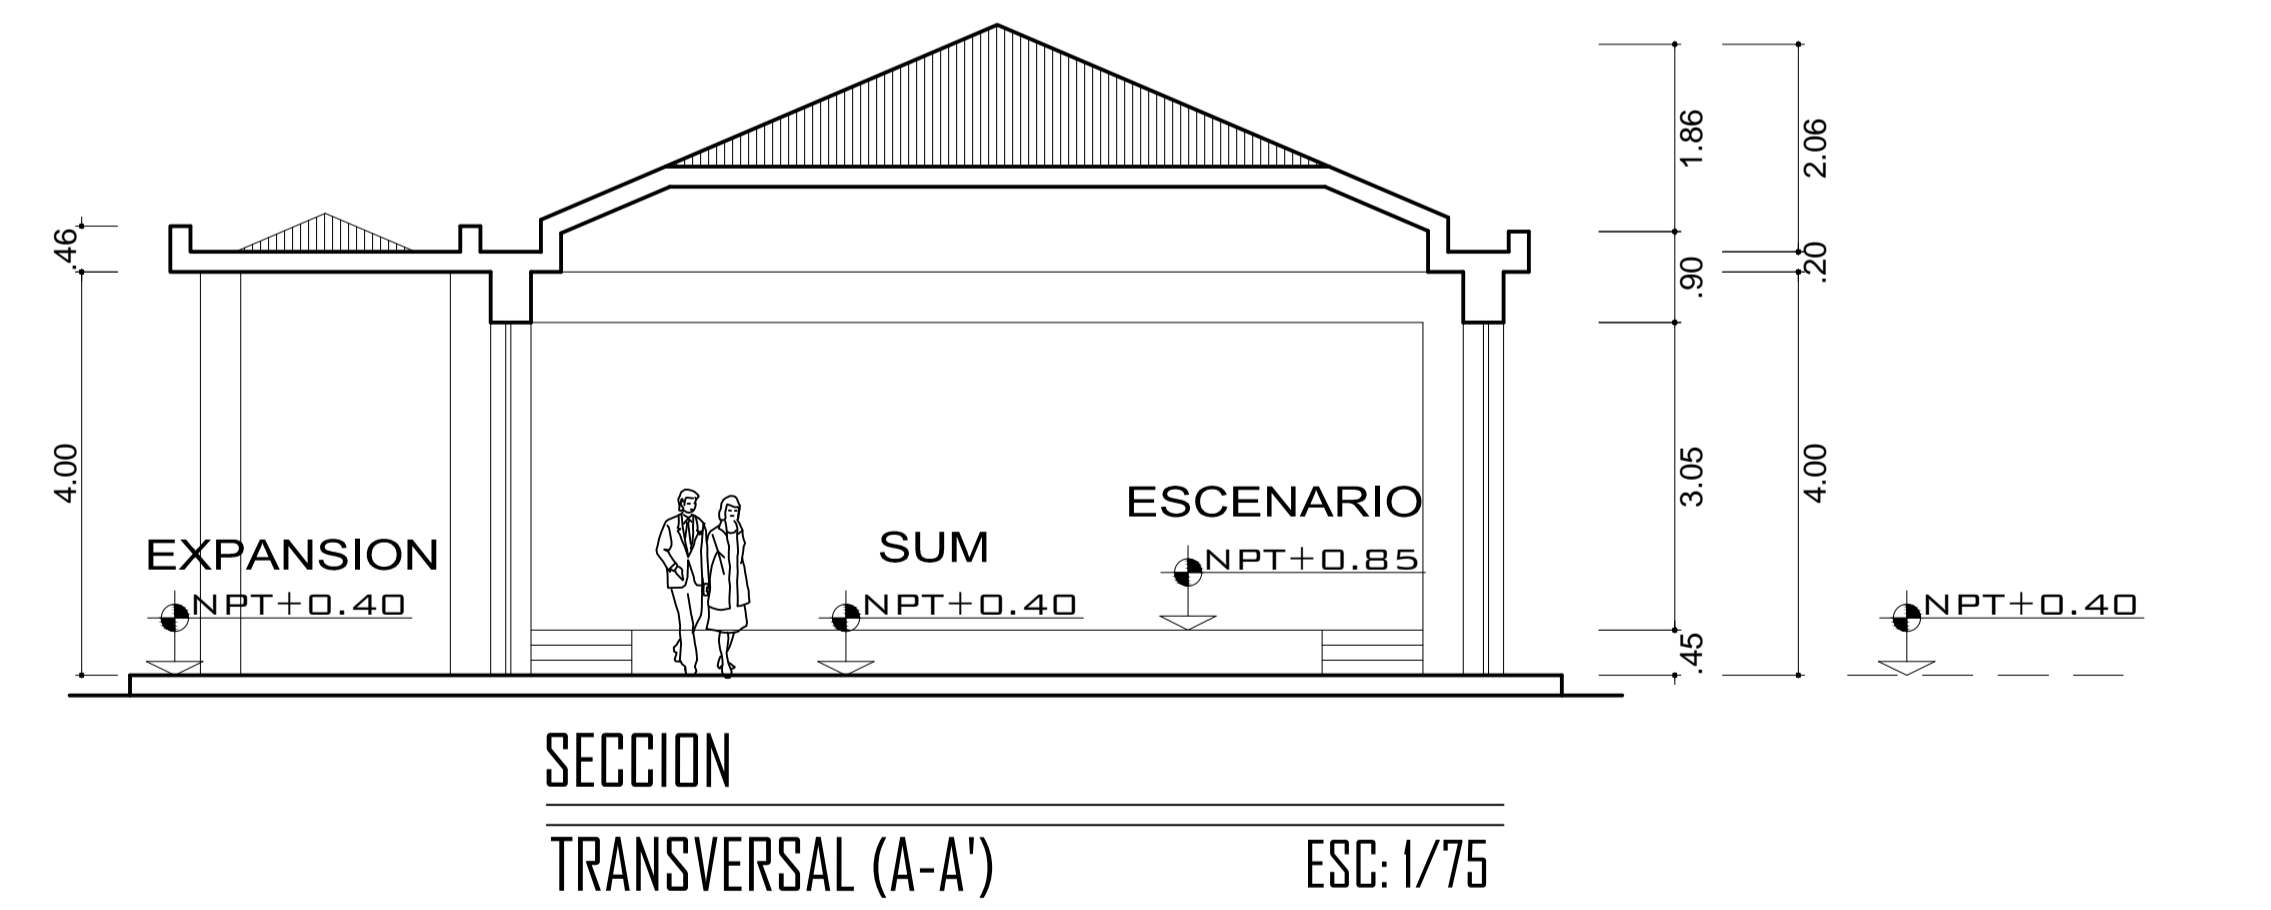 1.86
2.06
.46
.20
.90
4.00
3.05
4.00
ESCENARIO
NPT+0.85
EXPANSION
SUM
NPT+0.40
NPT+0.40
NPT+0.40
.45
SECCION
TRANSVERSAL (A-A')
ESC: 1/75